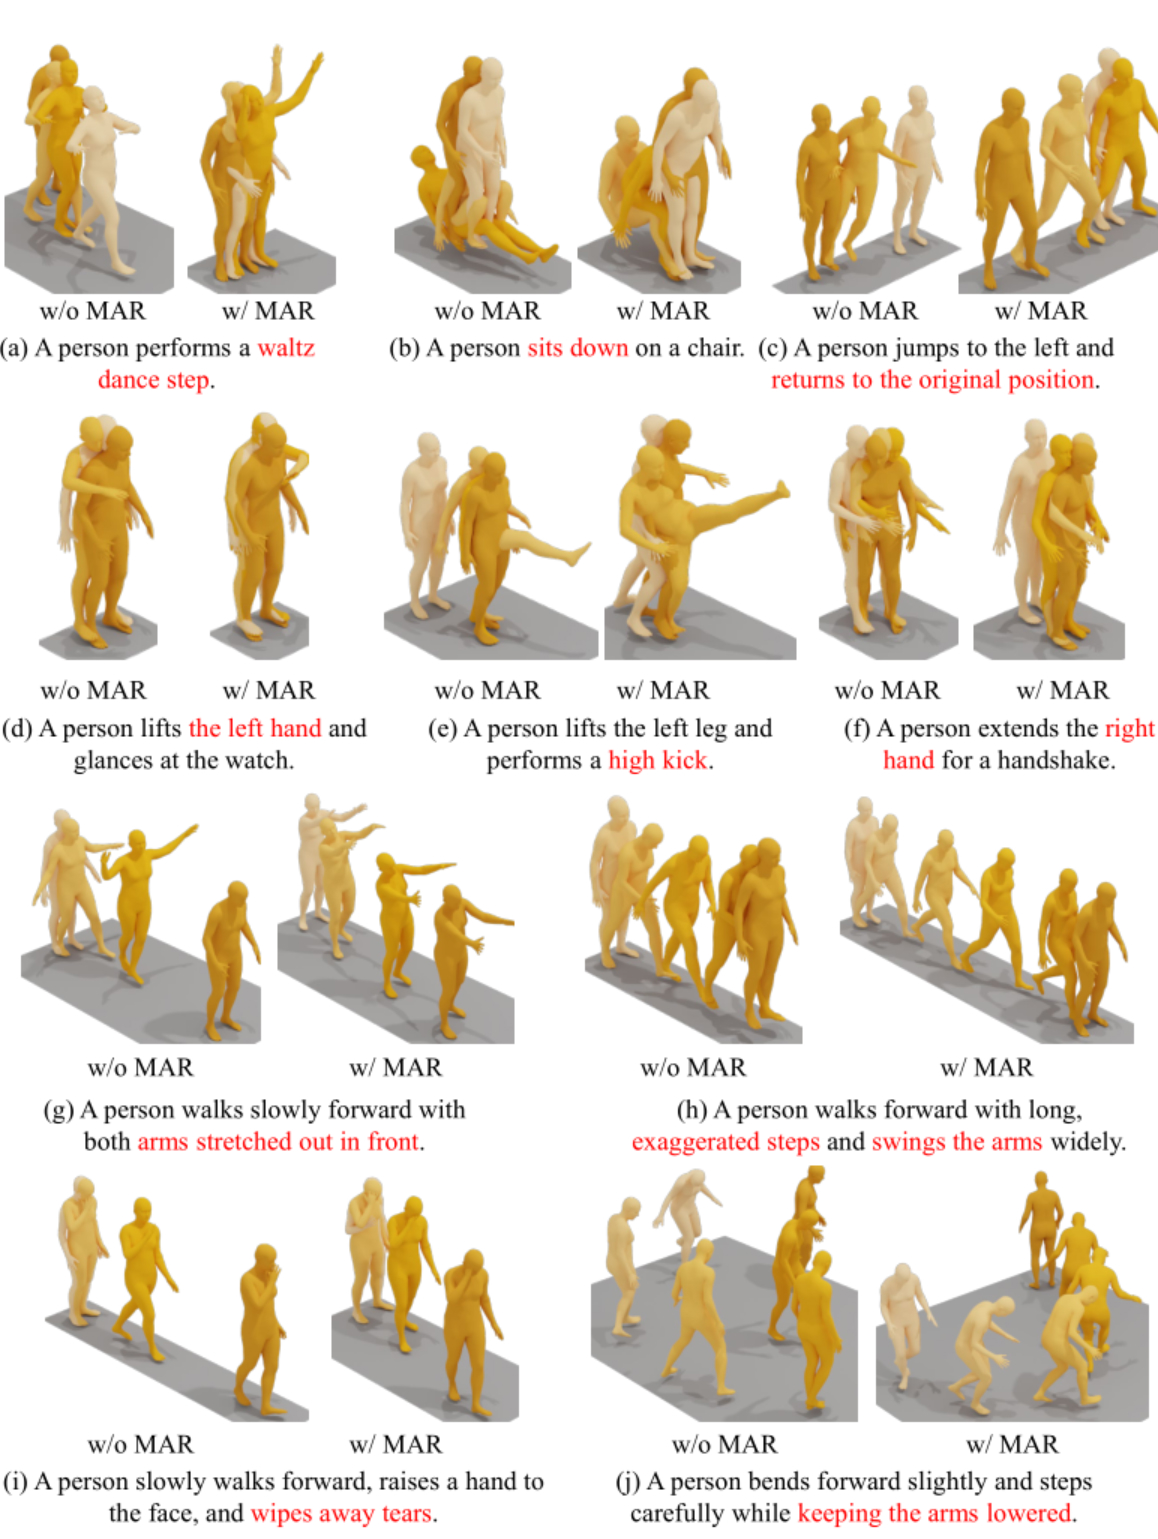 w/o MAR w/ MAR w/o MAR w/ MAR w/o MAR w/ MAR
(a) A person performs a waltz
dance step.
(b) A person sits down on a chair.
(c) A person jumps to the left and
returns to the original position.
w/o MAR w/ MAR w/o MAR w/ MAR w/o MAR w/ MAR
(d) A person lifts the left hand and
glances at the watch.
(e) A person lifts the left leg and
performs a high kick.
(f) A person extends the right
hand for a handshake.
w/o MAR w/ MAR w/o MAR w/ MAR
(g) A person walks slowly forward with
both arms stretched out in front.
(h) A person walks forward with long,
exaggerated steps and swings the arms widely.
w/o MAR w/ MAR w/o MAR w/ MAR
(i) A person slowly walks forward, raises a hand to
the face, and wipes away tears.
(j) A person bends forward slightly and steps
carefully while keeping the arms lowered.